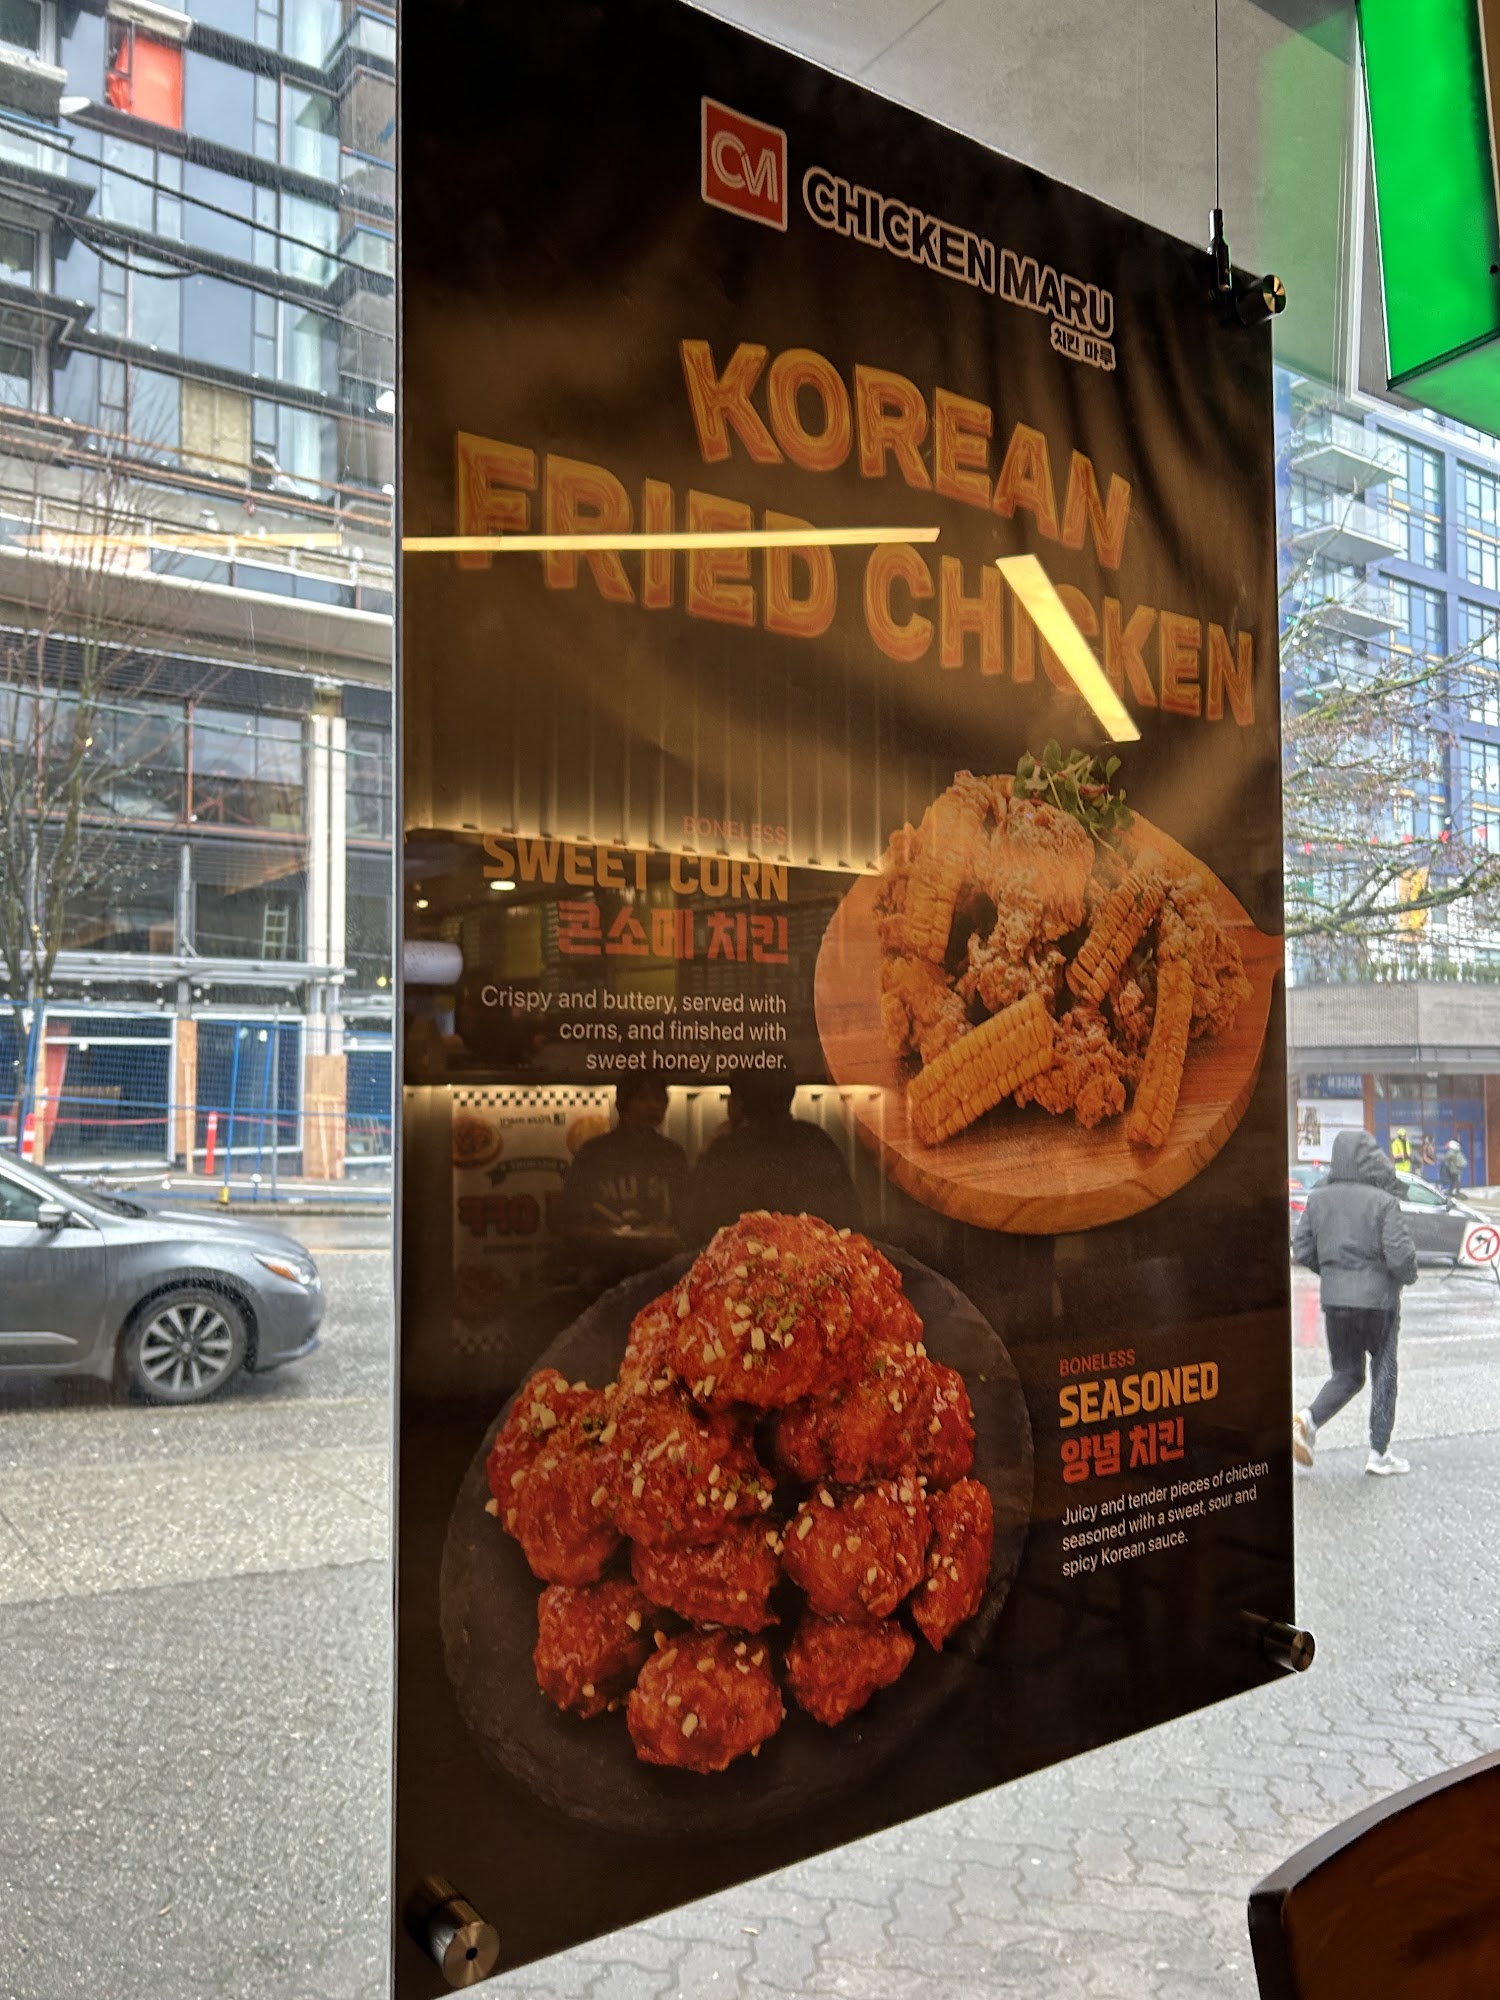 CM
CHICKEN MARU
치킨 마루
KOREAN
FRIED CHICKEN
BONELESS
SWEET CORN
콘소메 치킨
Crispy and buttery, served with
corns, and finished with
sweet honey powder.
BONELESS
SEASONED
양념 치킨
Juicy and tender pieces of chicken
seasoned with a sweet, sour and
spicy Korean sauce.